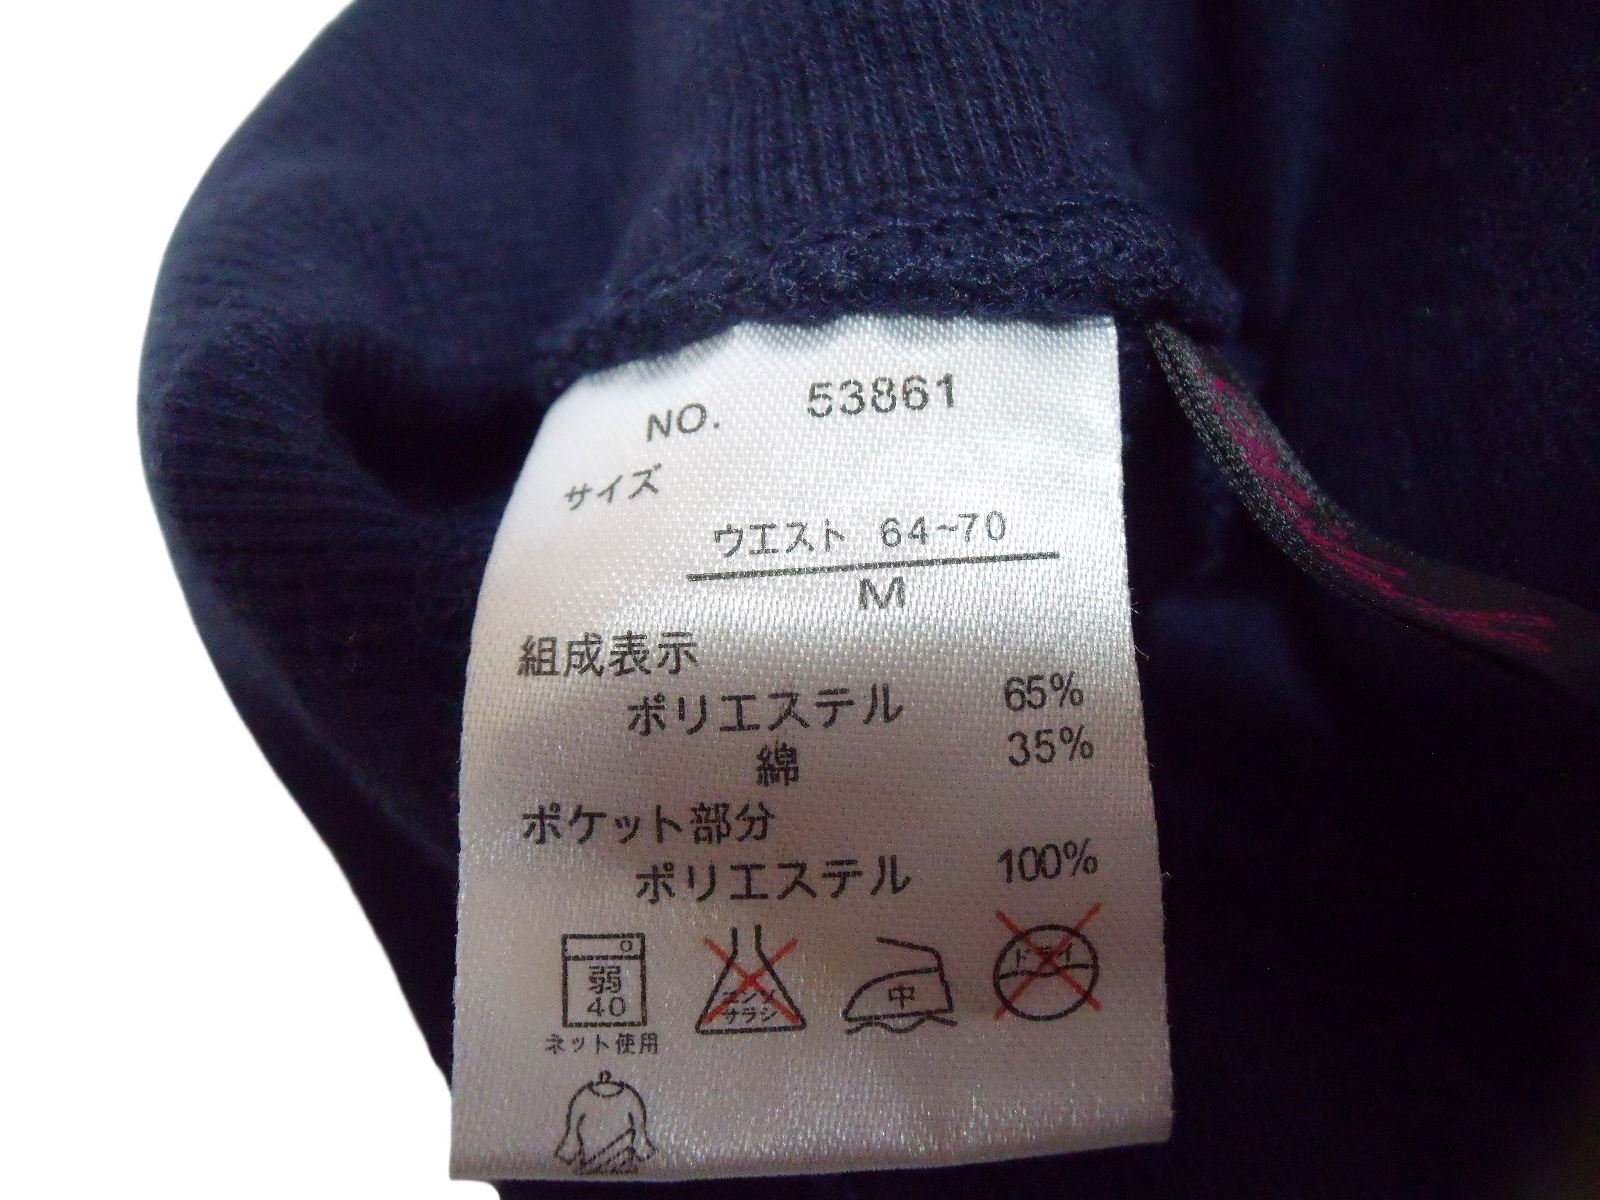 NO. 53861
サイズ
ウエスト 64~70
M
組成表示
ポリエステル 65%
綿 35%
ポケット部分
ポリエステル 100%
弱
40
ネット使用
エンソ
サラシ
中
ドライ